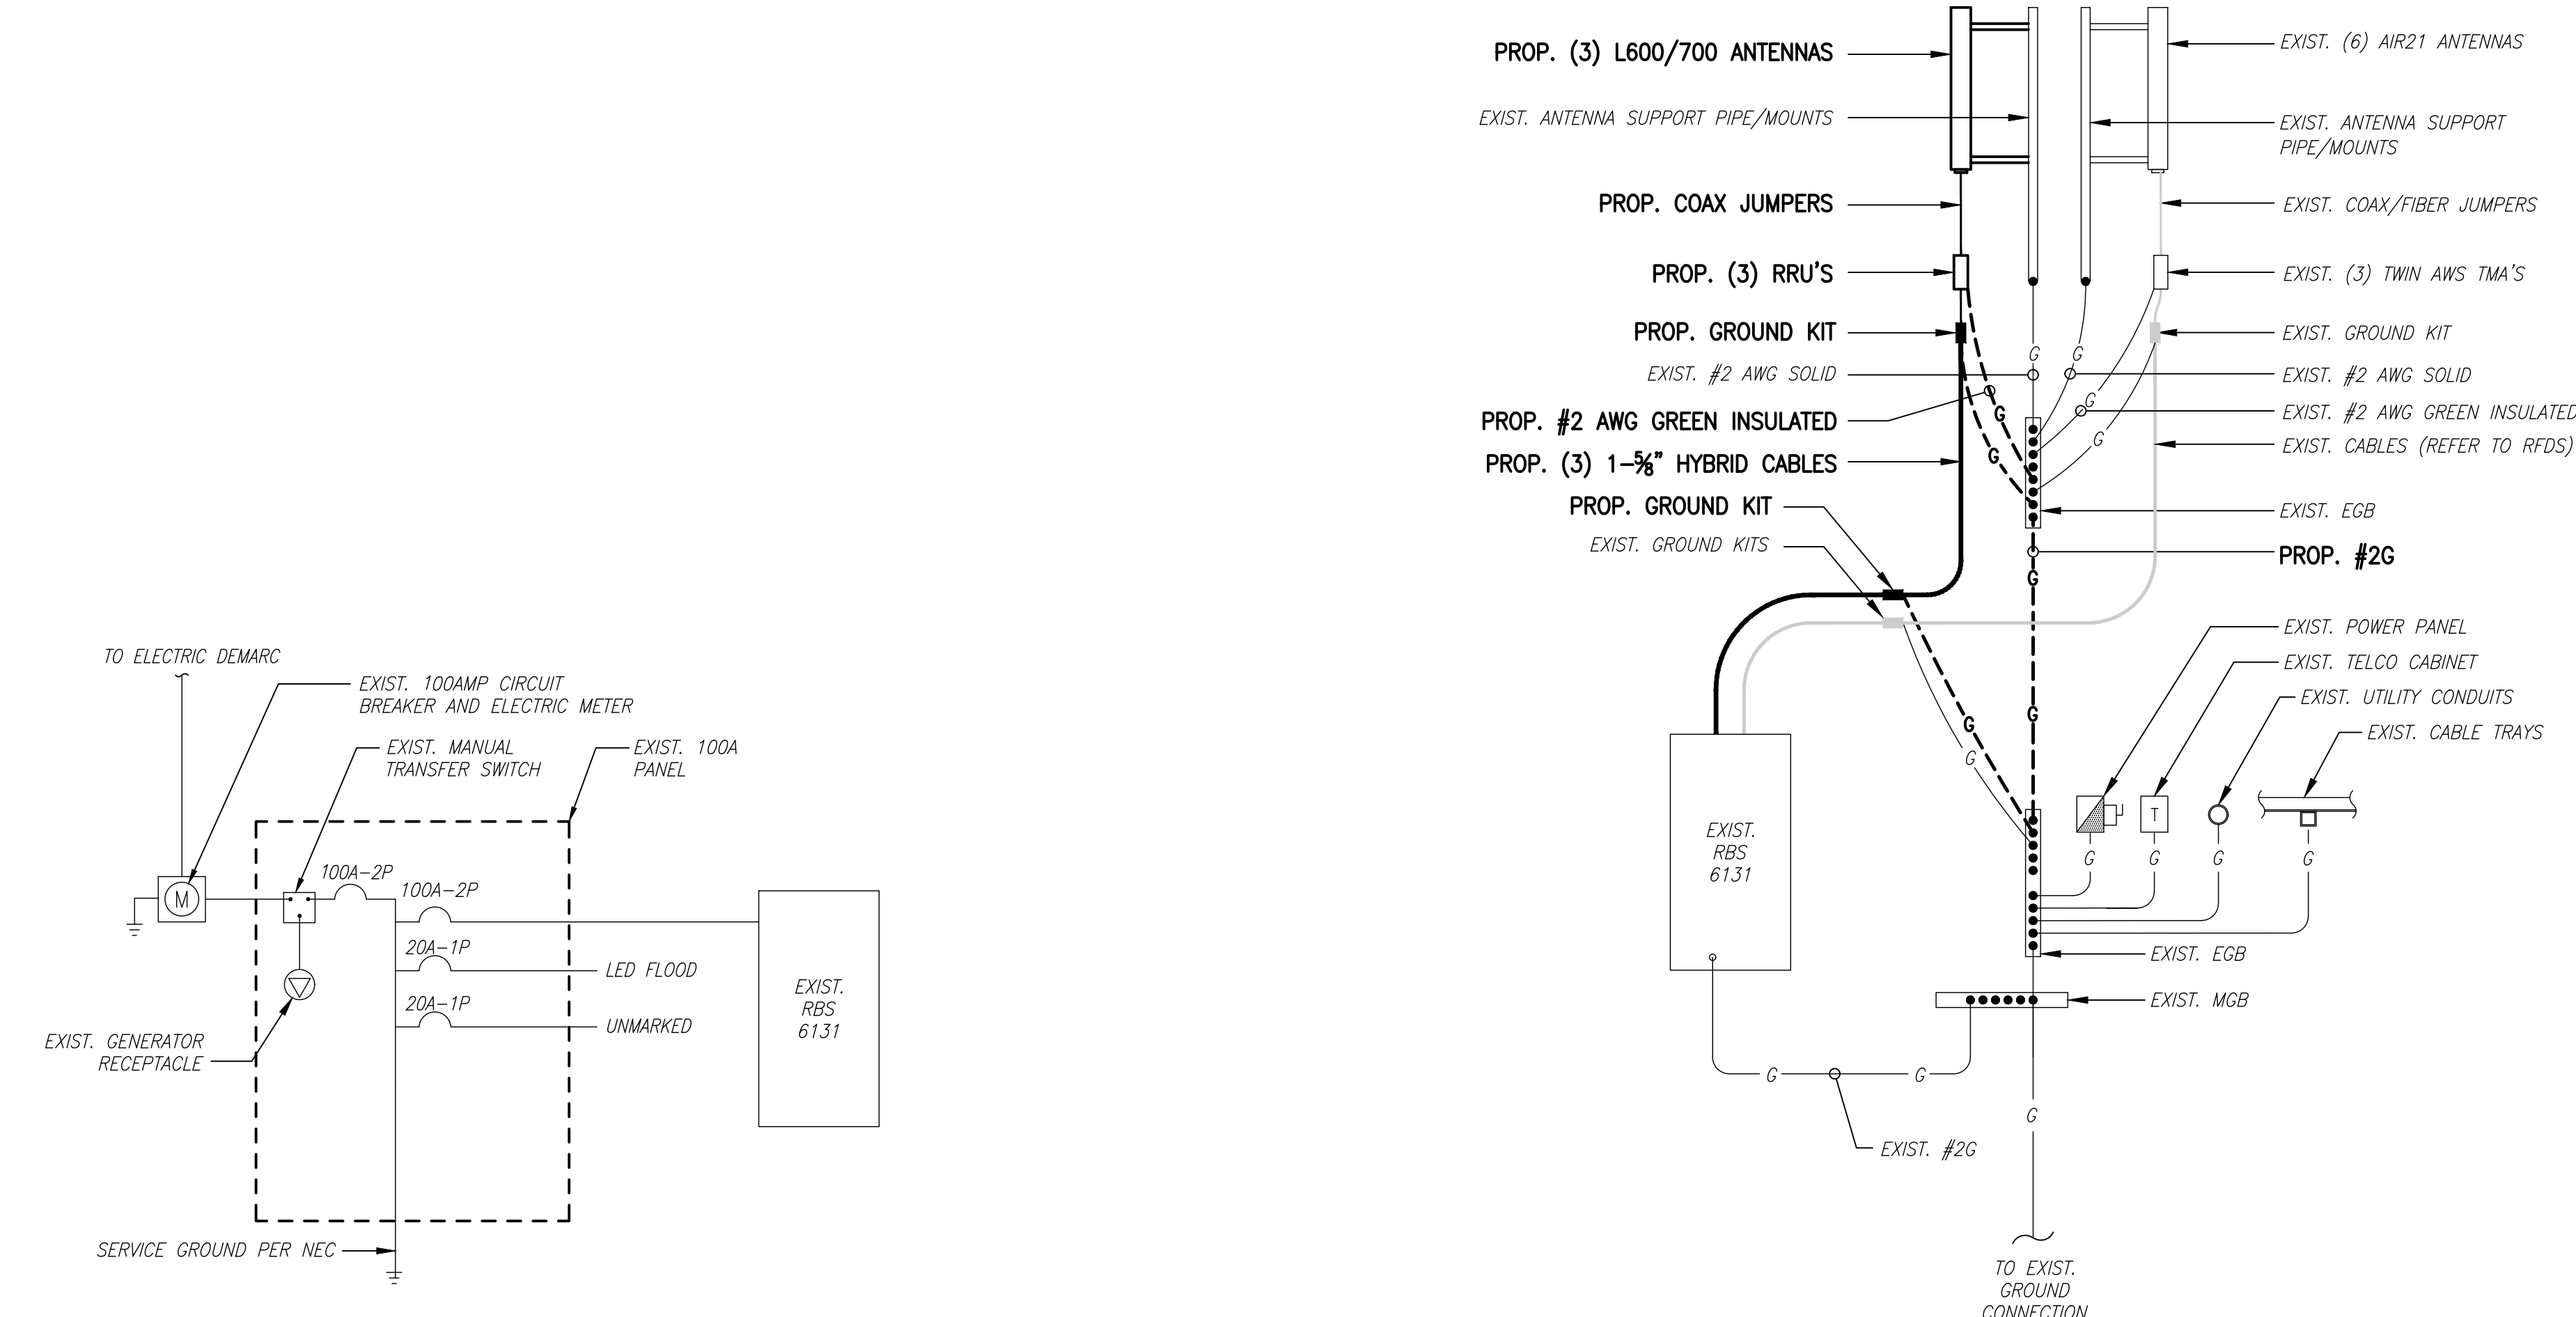 TO ELECTRIC DEMARC
EXIST. 100AMP CIRCUIT
BREAKER AND ELECTRIC METER
EXIST. MANUAL
TRANSFER SWITCH
EXIST. 100A
PANEL
100A-2P
100A-2P
M
20A-1P
LED FLOOD
20A-1P
UNMARKED
EXIST.
RBS
6131
EXIST. GENERATOR
RECEPTACLE
SERVICE GROUND PER NEC
PROP. (3) L600/700 ANTENNAS
EXIST. ANTENNA SUPPORT PIPE/MOUNTS
PROP. COAX JUMPERS
PROP. (3) RRU'S
PROP. GROUND KIT
EXIST. #2 AWG SOLID
PROP. #2 AWG GREEN INSULATED
PROP. (3) 1-5/8" HYBRID CABLES
PROP. GROUND KIT
EXIST. GROUND KITS
EXIST. (6) AIR21 ANTENNAS
EXIST. ANTENNA SUPPORT
PIPE/MOUNTS
EXIST. COAX/FIBER JUMPERS
EXIST. (3) TWIN AWS TMA'S
EXIST. GROUND KIT
EXIST. #2 AWG SOLID
EXIST. #2 AWG GREEN INSULATED
EXIST. CABLES (REFER TO RFDS)
EXIST. EGB
PROP. #2G
G
G
G
G
G
G
G
G
G
G
EXIST. POWER PANEL
EXIST. TELCO CABINET
EXIST. UTILITY CONDUITS
EXIST. CABLE TRAYS
T
G
G
G
G
EXIST.
RBS
6131
EXIST. EGB
EXIST. MGB
G
G
G
EXIST. #2G
TO EXIST.
GROUND
CONNECTION